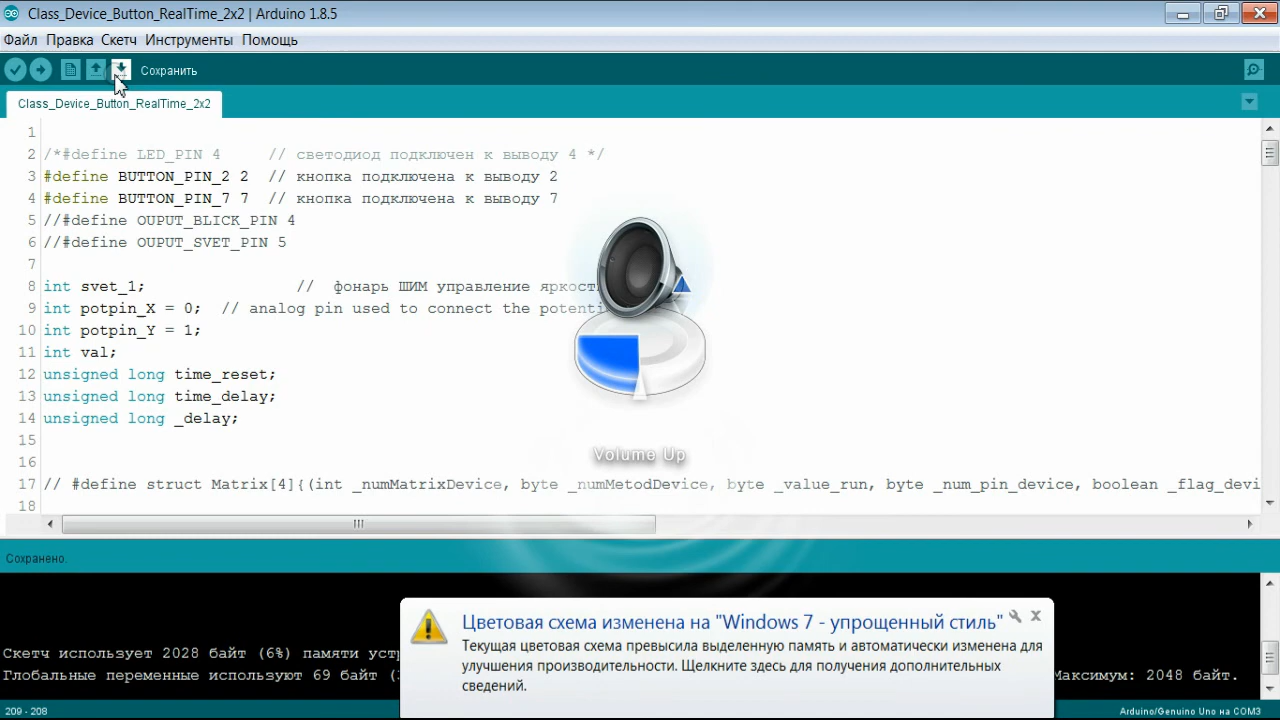 Class_Device_Button_RealTime_2x2 | Arduino 1.8.5
Файл Правка Скетч Инструменты Помощь
Сохранить
Class_Device_Button_RealTime_2x2
1
2 /*#define LED_PIN 4 // светодиод подключен к выводу 4 */
3 #define BUTTON_PIN_2 2 // кнопка подключена к выводу 2
4 #define BUTTON_PIN_7 7 // кнопка подключена к выводу 7
5 //#define OUPUT_BLICK_PIN 4
6 //#define OUPUT_SVET_PIN 5
7
8 int svet_1; // фонарь ШИМ управление яркост
9 int potpin_X = 0; // analog pin used to connect the potenti
10 int potpin_Y = 1;
11 int val;
12 unsigned long time_reset;
13 unsigned long time_delay;
14 unsigned long _delay;
15
16
Volume Up
17 // #define struct Matrix[4]{(int _numMatrixDevice, byte _numMetodDevice, byte _value_run, byte _num_pin_device, boolean _flag_devi
18
Сохранено.
Цветовая схема изменена на "Windows 7 - упрощенный стиль"
Текущая цветовая схема превысила выделенную память и автоматически изменена для
улучшения производительности. Щелкните здесь для получения дополнительных
сведений.
Скетч использует 2028 байт (6%) памяти уст
Глобальные переменные используют 69 байт ( Максимум: 2048 байт.
209 - 208 Arduino/Genuino Uno на COM3